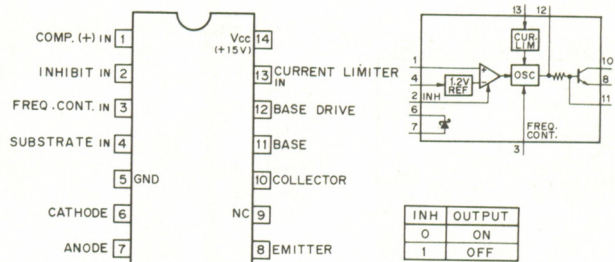 COMP. (+) IN 1
INHIBIT IN 2
FREQ. CONT. IN 3
SUBSTRATE IN 4
5 GND
CATHODE 6
ANODE 7
Vcc 14
(+15V)
13 CURRENT LIMITER
IN
12 BASE DRIVE
11 BASE
10 COLLECTOR
NC 9
8 EMITTER
13 12
CUR.
LIM
1
4
2 INH
6
7
+
-
1.2V
REF
OSC
10
8
11
FREQ.
CONT.
3
INH OUTPUT
0 ON
1 OFF